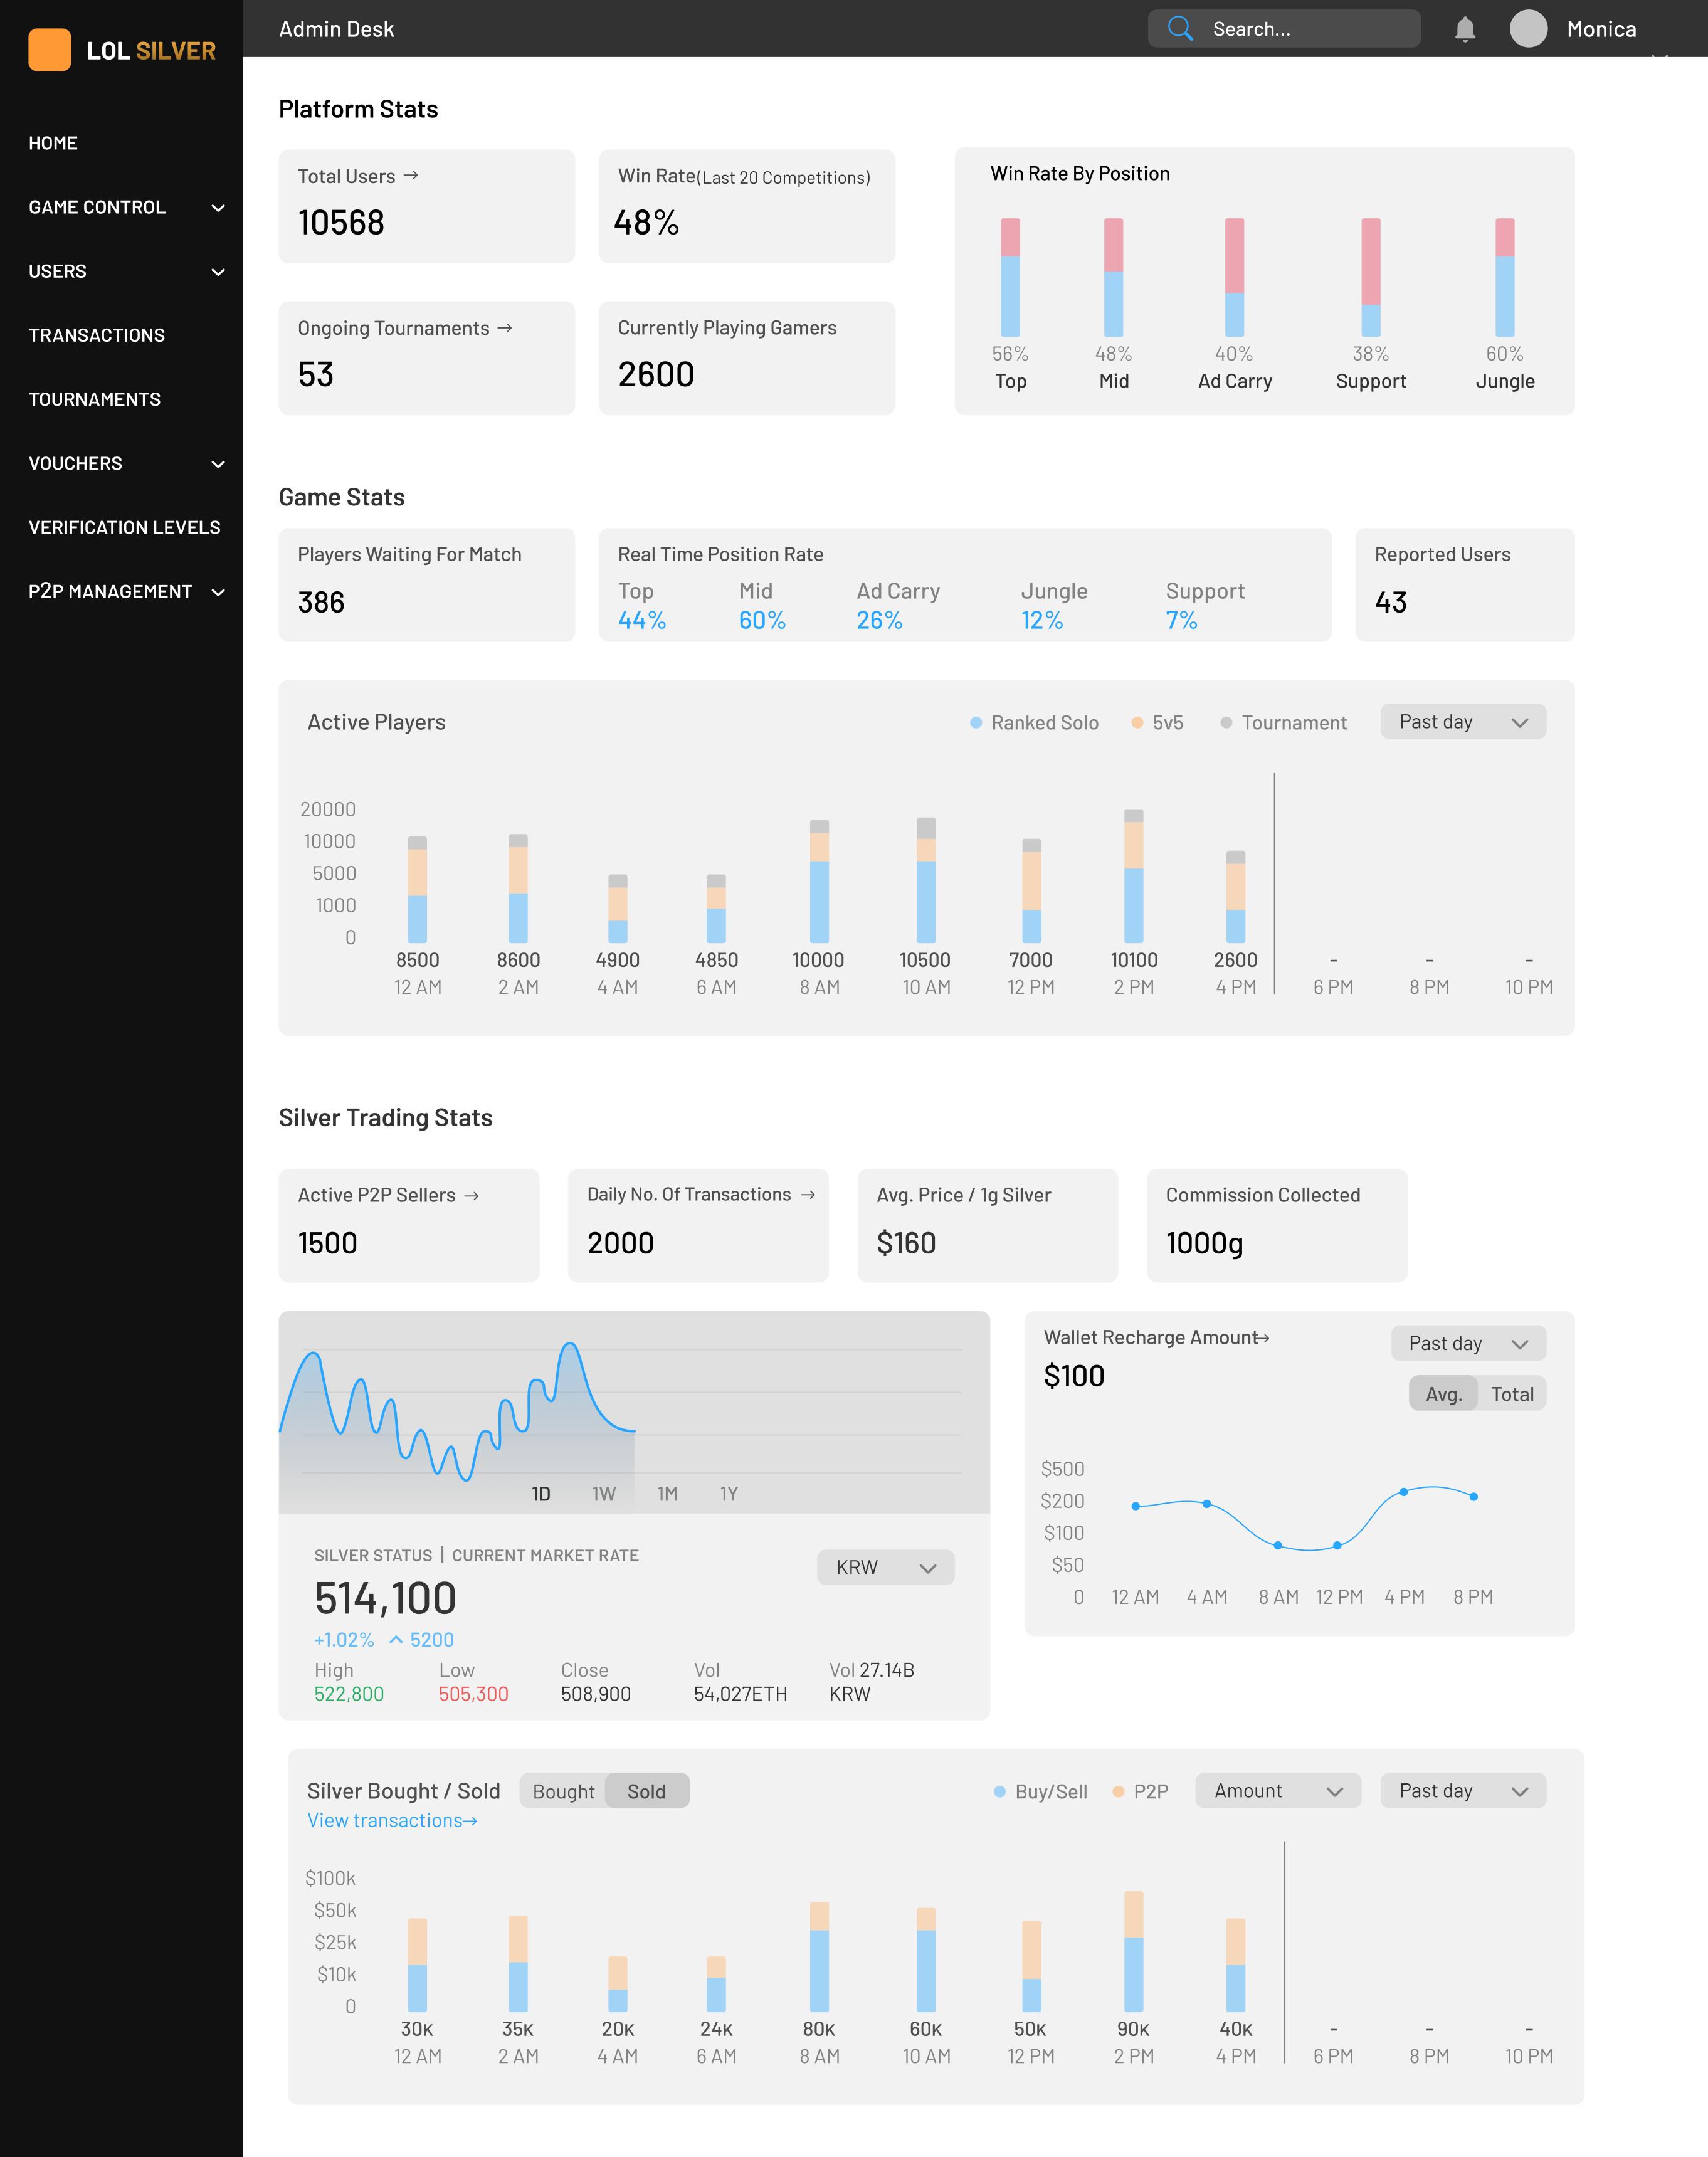 LOL SILVER
Admin Desk
Search...
Monica
HOME
GAME CONTROL
USERS
TRANSACTIONS
TOURNAMENTS
VOUCHERS
VERIFICATION LEVELS
P2P MANAGEMENT
Platform Stats
Total Users →
10568
Win Rate(Last 20 Competitions)
48%
Ongoing Tournaments →
53
Currently Playing Gamers
2600
Win Rate By Position
56% 48% 40% 38% 60%
Top Mid Ad Carry Support Jungle
Game Stats
Players Waiting For Match
386
Real Time Position Rate
Top Mid Ad Carry Jungle Support
44% 60% 26% 12% 7%
Reported Users
43
Active Players
Ranked Solo 5v5 Tournament Past day
20000
10000
5000
1000
0
8500 8600 4900 4850 10000 10500 7000 10100 2600 - - -
12 AM 2 AM 4 AM 6 AM 8 AM 10 AM 12 PM 2 PM 4 PM 6 PM 8 PM 10 PM
Silver Trading Stats
Active P2P Sellers →
1500
Daily No. Of Transactions →
2000
Avg. Price / 1g Silver
$160
Commission Collected
1000g
1D 1W 1M 1Y
SILVER STATUS | CURRENT MARKET RATE
KRW
514,100
+1.02% 5200
High Low Close Vol Vol 27.14B
522,800 505,300 508,900 54,027ETH KRW
Wallet Recharge Amount→
$100
Past day
Avg. Total
$500
$200
$100
$50
0
12 AM 4 AM 8 AM 12 PM 4 PM 8 PM
Silver Bought / Sold Bought Sold
View transactions→
Buy/Sell P2P Amount Past day
$100k
$50k
$25k
$10k
0
30K 35K 20K 24K 80K 60K 50K 90K 40K - - -
12 AM 2 AM 4 AM 6 AM 8 AM 10 AM 12 PM 2 PM 4 PM 6 PM 8 PM 10 PM